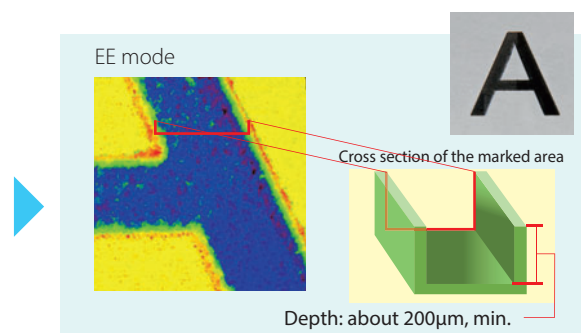 EE mode
A
Cross section of the marked area
Depth: about 200μm, min.